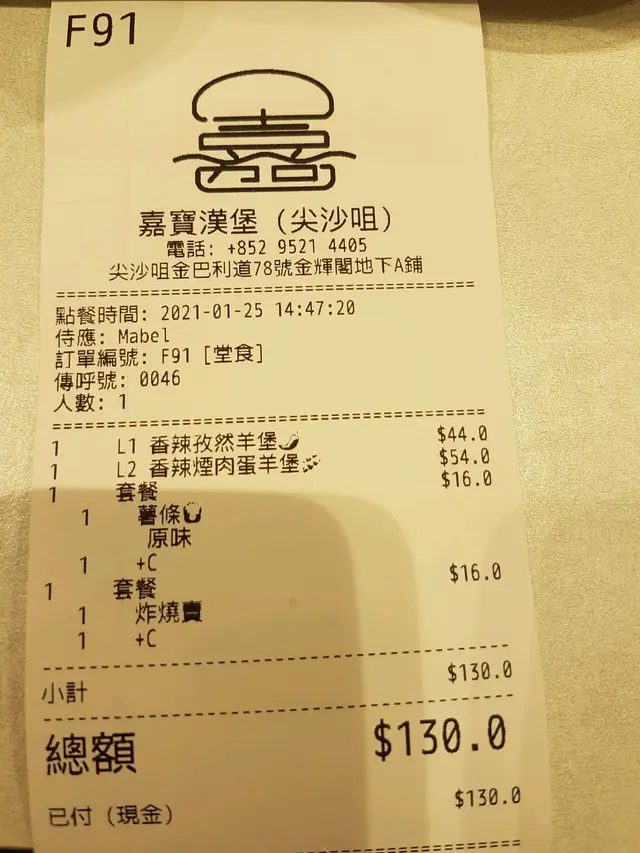 F91
嘉寶漢堡 (尖沙咀)
電話: +852 9521 4405
尖沙咀金巴利道78號金輝閣地下A鋪
點餐時間: 2021-01-25 14:47:20
侍應: Mabel
訂單編號: F91 [堂食]
傳呼號: 0046
人數: 1
1 L1 香辣孜然羊堡🌶 $44.0
1 L2 香辣煙肉蛋羊堡 $54.0
1 套餐 $16.0
1 薯條🍟
原味
1 +C
1 套餐 $16.0
1 炸燒賣
1 +C
小計 $130.0
總額 $130.0
已付 (現金) $130.0